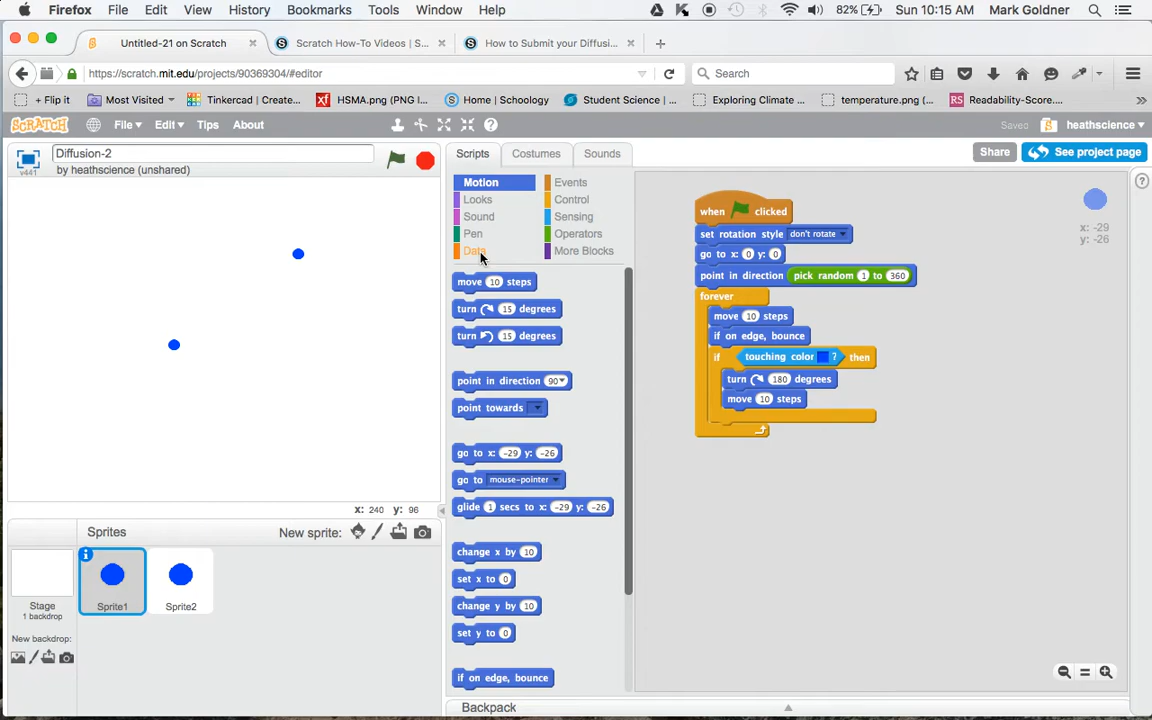 Firefox File Edit View History Bookmarks Tools Window Help 82% Sun 10:15 AM Mark Goldner
Untitled-21 on Scratch × Scratch How-To Videos | S... × How to Submit your Diffusi... × +
https://scratch.mit.edu/projects/90369304/#editor Search
+ Flip it Most Visited Tinkercad | Create... HSMA.png (PNG I... Home | Schoology Student Science | ... Exploring Climate ... temperature.png (... RS Readability-Score.... »
SCRATCH File Edit Tips About Saved heathscience
v441 Diffusion-2
by heathscience (unshared)
Scripts Costumes Sounds Share See project page
Motion Events
Looks Control
Sound Sensing
Pen Operators
Data More Blocks
move 10 steps
turn 15 degrees
turn 15 degrees
point in direction 90
point towards
go to x: -29 y: -26
go to mouse-pointer
glide 1 secs to x: -29 y: -26
change x by 10
set x to 0
change y by 10
set y to 0
if on edge, bounce
when clicked
set rotation style don't rotate
go to x: 0 y: 0
point in direction pick random 1 to 360
forever
move 10 steps
if on edge, bounce
if touching color ? then
turn 180 degrees
move 10 steps
x: -29
y: -26
?
x: 240 y: 96
Sprites New sprite:
Stage
1 backdrop
New backdrop:
i
Sprite1 Sprite2
Backpack